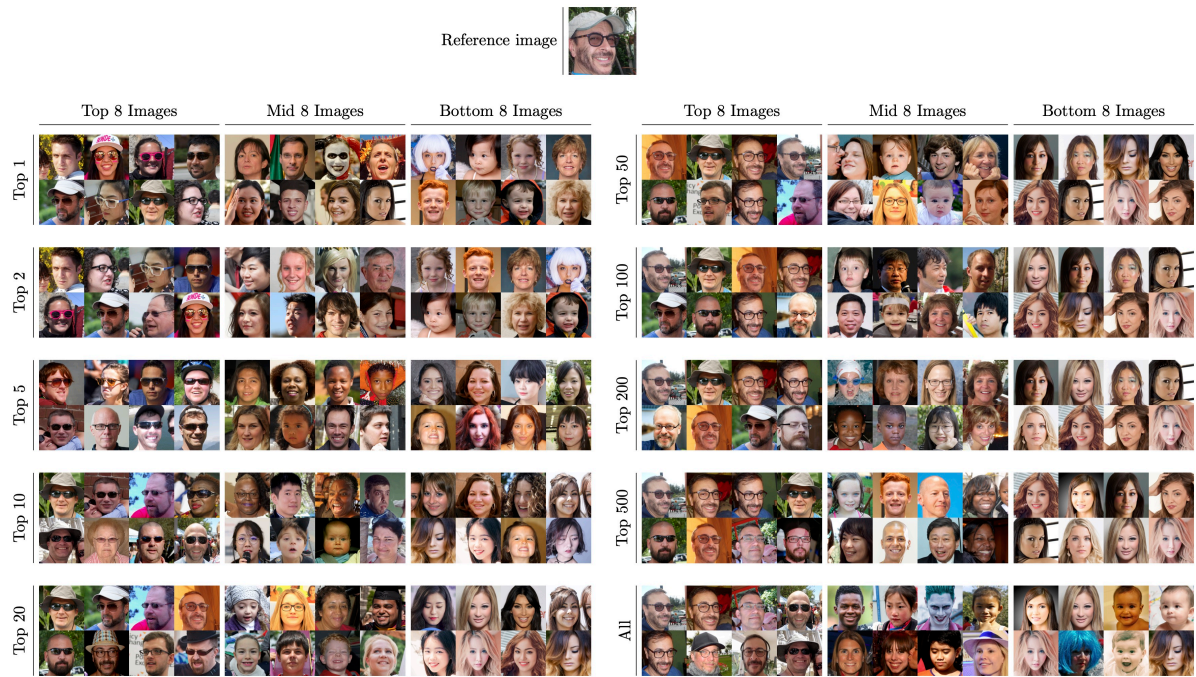 Reference image
Top 8 Images
Mid 8 Images
Bottom 8 Images
Top 8 Images
Mid 8 Images
Bottom 8 Images
Top 1
Top 50
Top 2
Top 100
Top 5
Top 200
Top 10
Top 500
Top 20
All